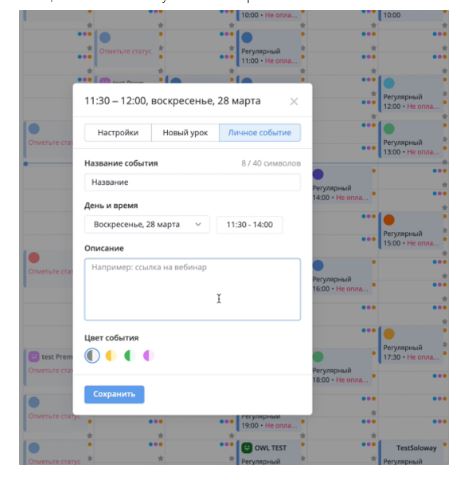 10:00 • Не опла...
10:00
Отметьте статус
Регулярный
11:00 • Не опла...
test Prem
Регулярный
12:00 • Не опла...
11:30 – 12:00, воскресенье, 28 марта
Настройки
Новый урок
Личное событие
Отметьте ста
Регулярный
13:00 • Не опла...
Название события
8 / 40 символов
Название
Регулярный
14:00 • Не опла...
День и время
Воскресенье, 28 марта
11:30 - 14:00
Регулярный
15:00 • Не опла...
Описание
Например: ссылка на вебинар
Отметьте ста
Регулярный
16:00 • Не опла...
Цвет события
Регулярный
17:30 • Не опла...
test Prem
Отметьте ста
Регулярный
18:00 • Не опла...
Сохранить
Отметьте статус
Регулярный
19:00 • Не опла...
OWL TEST
TestSoloway
Отметьте статус
Регулярный
Регулярный